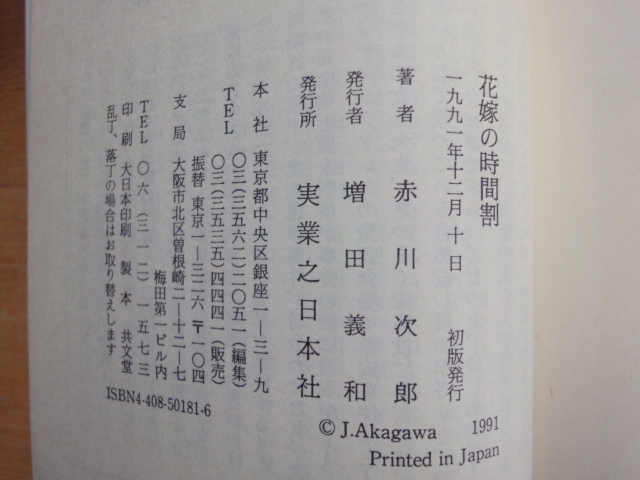 花嫁の時間割
一九九一年十二月 十 日 初版発行
著 者 赤 川 次 郎
発行者 増 田 義 和
発行所 実 業 之 日 本 社
本 社 東京都中央区銀座一―三―九
TEL 〇三(三五六二)二〇五一(編集)
〇三(三五三五)四四四一(販売)
振替 東京一―三二六 〒一〇四
支 局 大阪市北区曽根崎二―十二―七
梅田第一ビル内
TEL 〇六(三一二)一五七三
印 刷 大日本印刷 製 本 共文堂
乱丁、落丁の場合はお取り替えします
ISBN4-408-50181-6
© J.Akagawa 1991
Printed in Japan